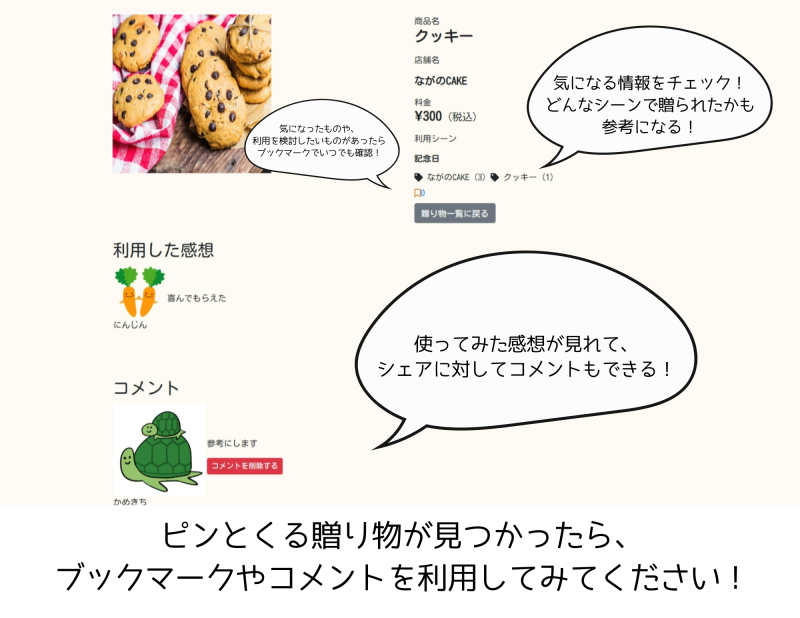 商品名
クッキー
店舗名
ながのCAKE
料金
¥300（税込）
利用シーン
記念日
ながのCAKE（3） クッキー（1）
0
贈り物一覧に戻る
気になったものや、
利用を検討したいものがあったら
ブックマークでいつでも確認！
気になる情報をチェック！
どんなシーンで贈られたかも
参考になる！
利用した感想
喜んでもらえた
にんじん
使ってみた感想が見れて、
シェアに対してコメントもできる！
コメント
参考にします
コメントを削除する
かめきち
ピンとくる贈り物が見つかったら、
ブックマークやコメントを利用してみてください！